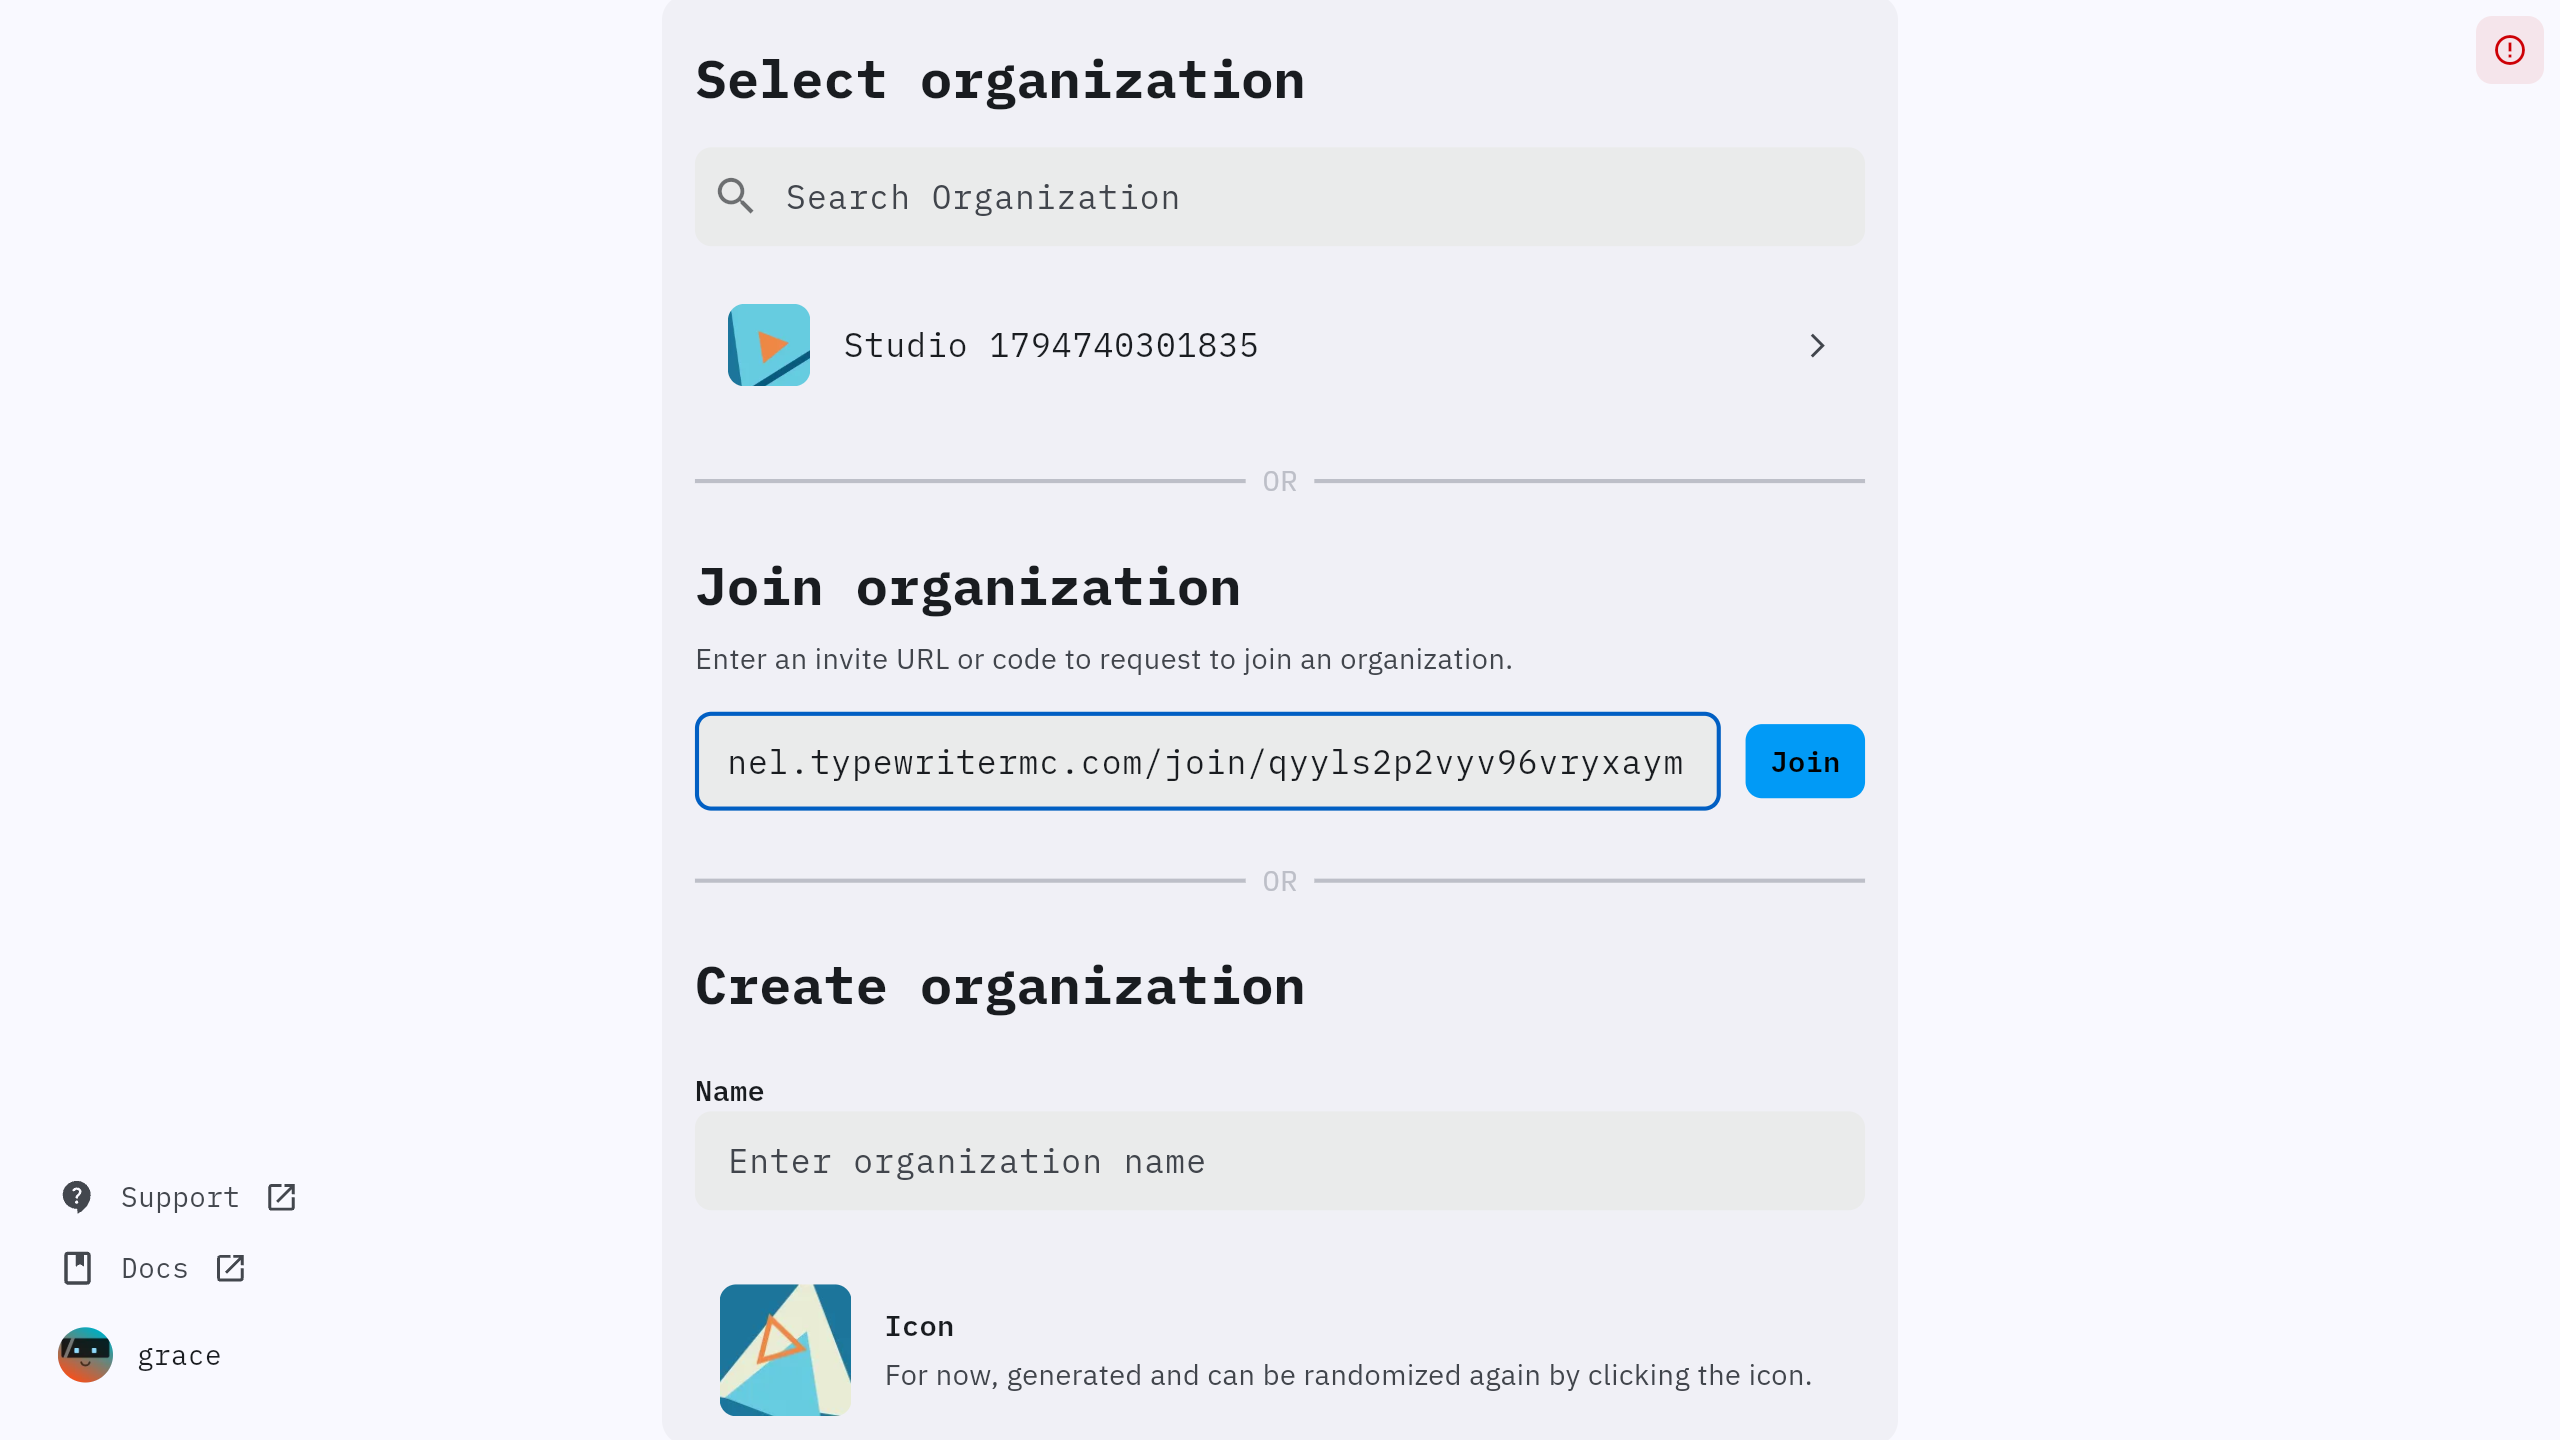 Select organization
Search Organization
Studio 1794740301835
OR
Join organization
Enter an invite URL or code to request to join an organization.
nel.typewritermc.com/join/qyyls2p2vyv96vryxaym
Join
OR
Create organization
Name
Enter organization name
Icon
For now, generated and can be randomized again by clicking the icon.
Support
Docs
grace